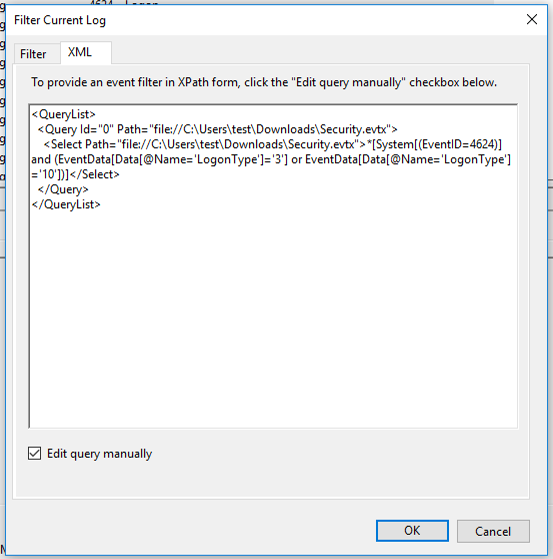 4624 Logon
Filter Current Log
Filter XML
To provide an event filter in XPath form, click the "Edit query manually" checkbox below.
<QueryList>
<Query Id="0" Path="file://C:\Users\test\Downloads\Security.evtx">
<Select Path="file://C:\Users\test\Downloads\Security.evtx">*[System[(EventID=4624)]
and (EventData[Data[@Name='LogonType']='3'] or EventData[Data[@Name='LogonType']
='10'])]</Select>
</Query>
</QueryList>
Edit query manually
OK Cancel